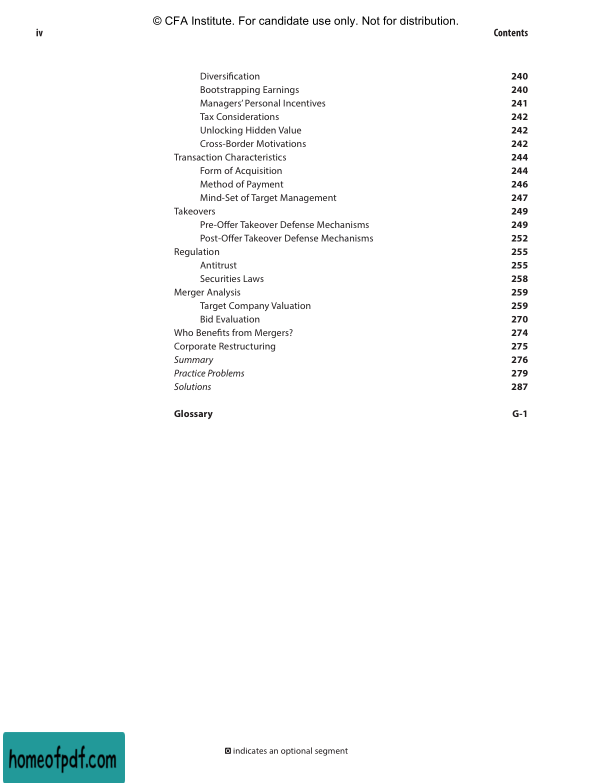 © CFA Institute. For candidate use only. Not for distribution.
iv Contents
Diversification 240
Bootstrapping Earnings 240
Managers' Personal Incentives 241
Tax Considerations 242
Unlocking Hidden Value 242
Cross-Border Motivations 242
Transaction Characteristics 244
Form of Acquisition 244
Method of Payment 246
Mind-Set of Target Management 247
Takeovers 249
Pre-Offer Takeover Defense Mechanisms 249
Post-Offer Takeover Defense Mechanisms 252
Regulation 255
Antitrust 255
Securities Laws 258
Merger Analysis 259
Target Company Valuation 259
Bid Evaluation 270
Who Benefits from Mergers? 274
Corporate Restructuring 275
Summary 276
Practice Problems 279
Solutions 287
Glossary G-1
indicates an optional segment
homeofpdf.com